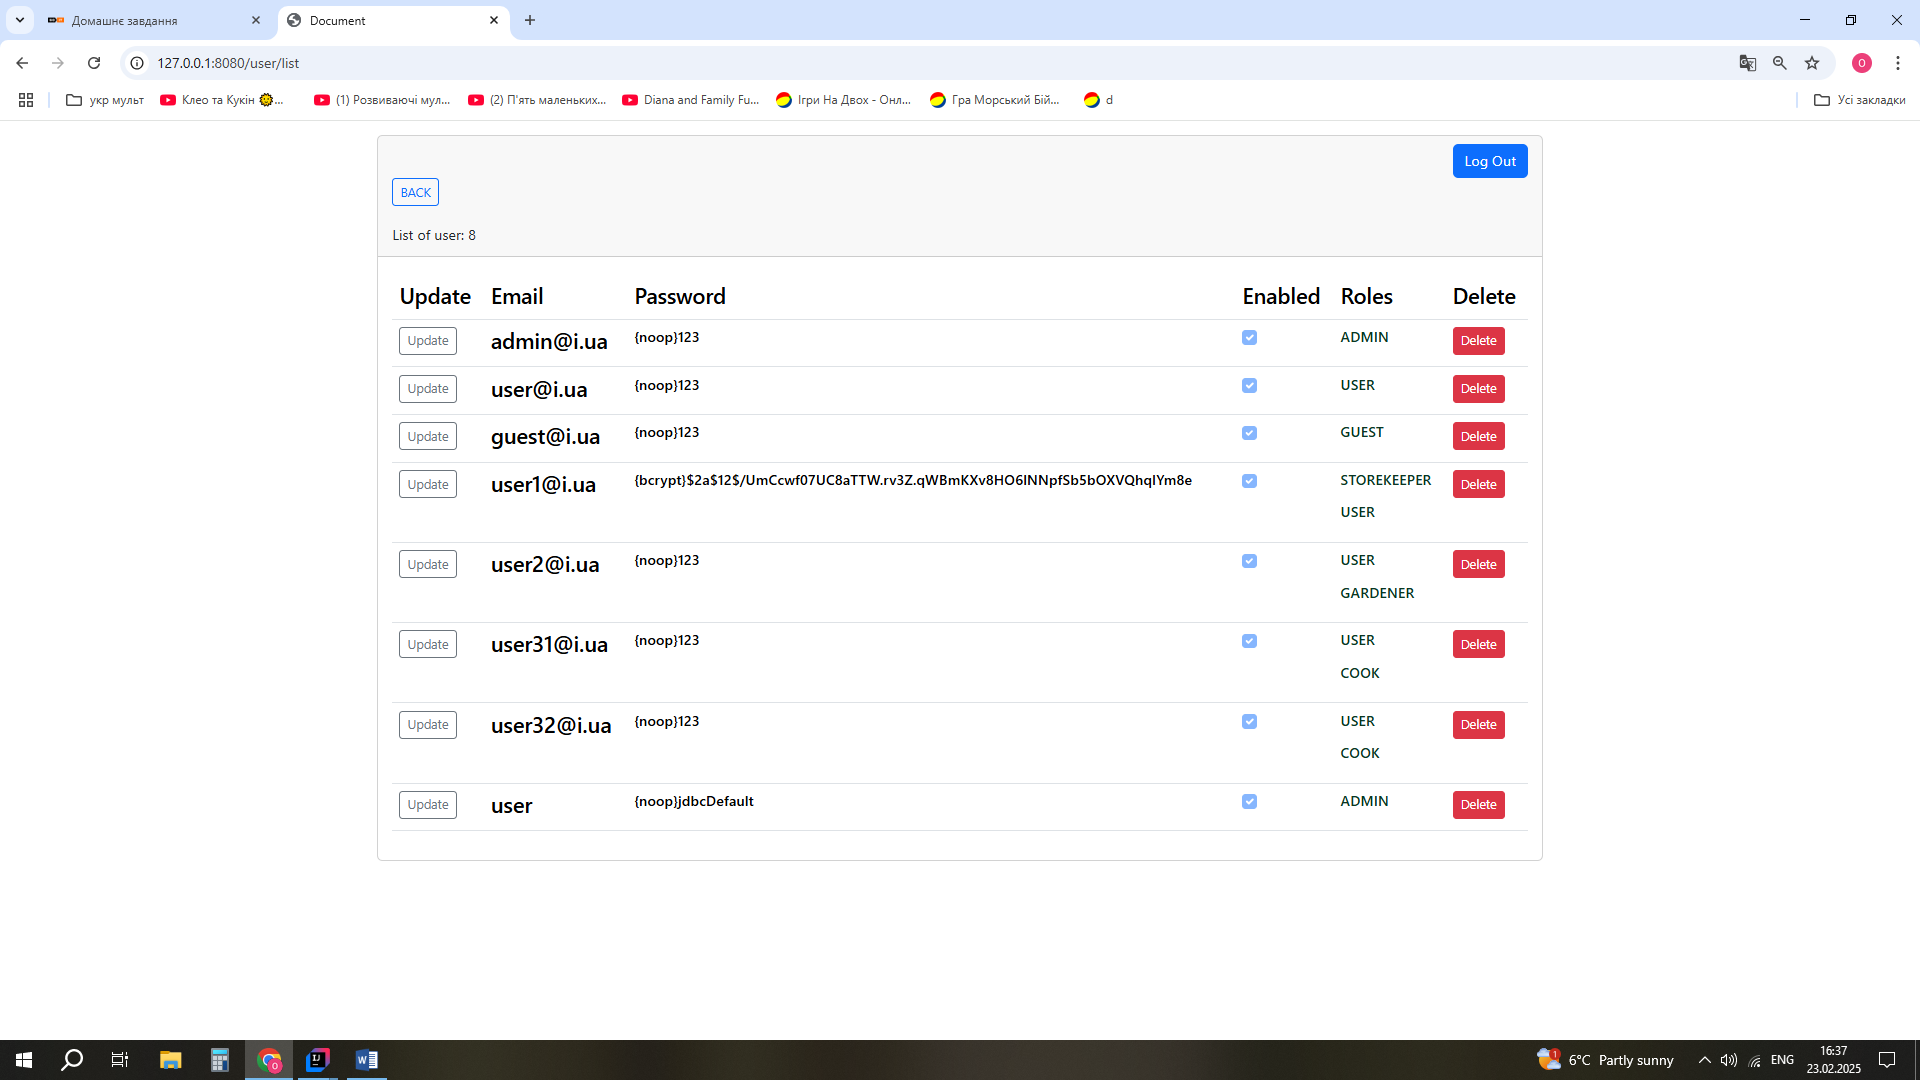 Домашнє завдання
Document
127.0.0.1:8080/user/list
O
укр мульт
Клео та Кукін 🌞...
(1) Розвиваючі мул...
(2) П'ять маленьких...
Diana and Family Fu...
Ігри На Двох - Онл...
Гра Морський Бій...
d
Усі закладки
Log Out
BACK
List of user: 8
Update Email Password Enabled Roles Delete
Update admin@i.ua {noop}123 ADMIN Delete
Update user@i.ua {noop}123 USER Delete
Update guest@i.ua {noop}123 GUEST Delete
Update user1@i.ua {bcrypt}$2a$12$/UmCcwf07UC8aTTW.rv3Z.qWBmKXv8HO6INNpfSb5bOXVQhqIYm8e STOREKEEPER Delete
USER
Update user2@i.ua {noop}123 USER Delete
GARDENER
Update user31@i.ua {noop}123 USER Delete
COOK
Update user32@i.ua {noop}123 USER Delete
COOK
Update user {noop}jdbcDefault ADMIN Delete
1
6°C Partly sunny
ENG
16:37
23.02.2025